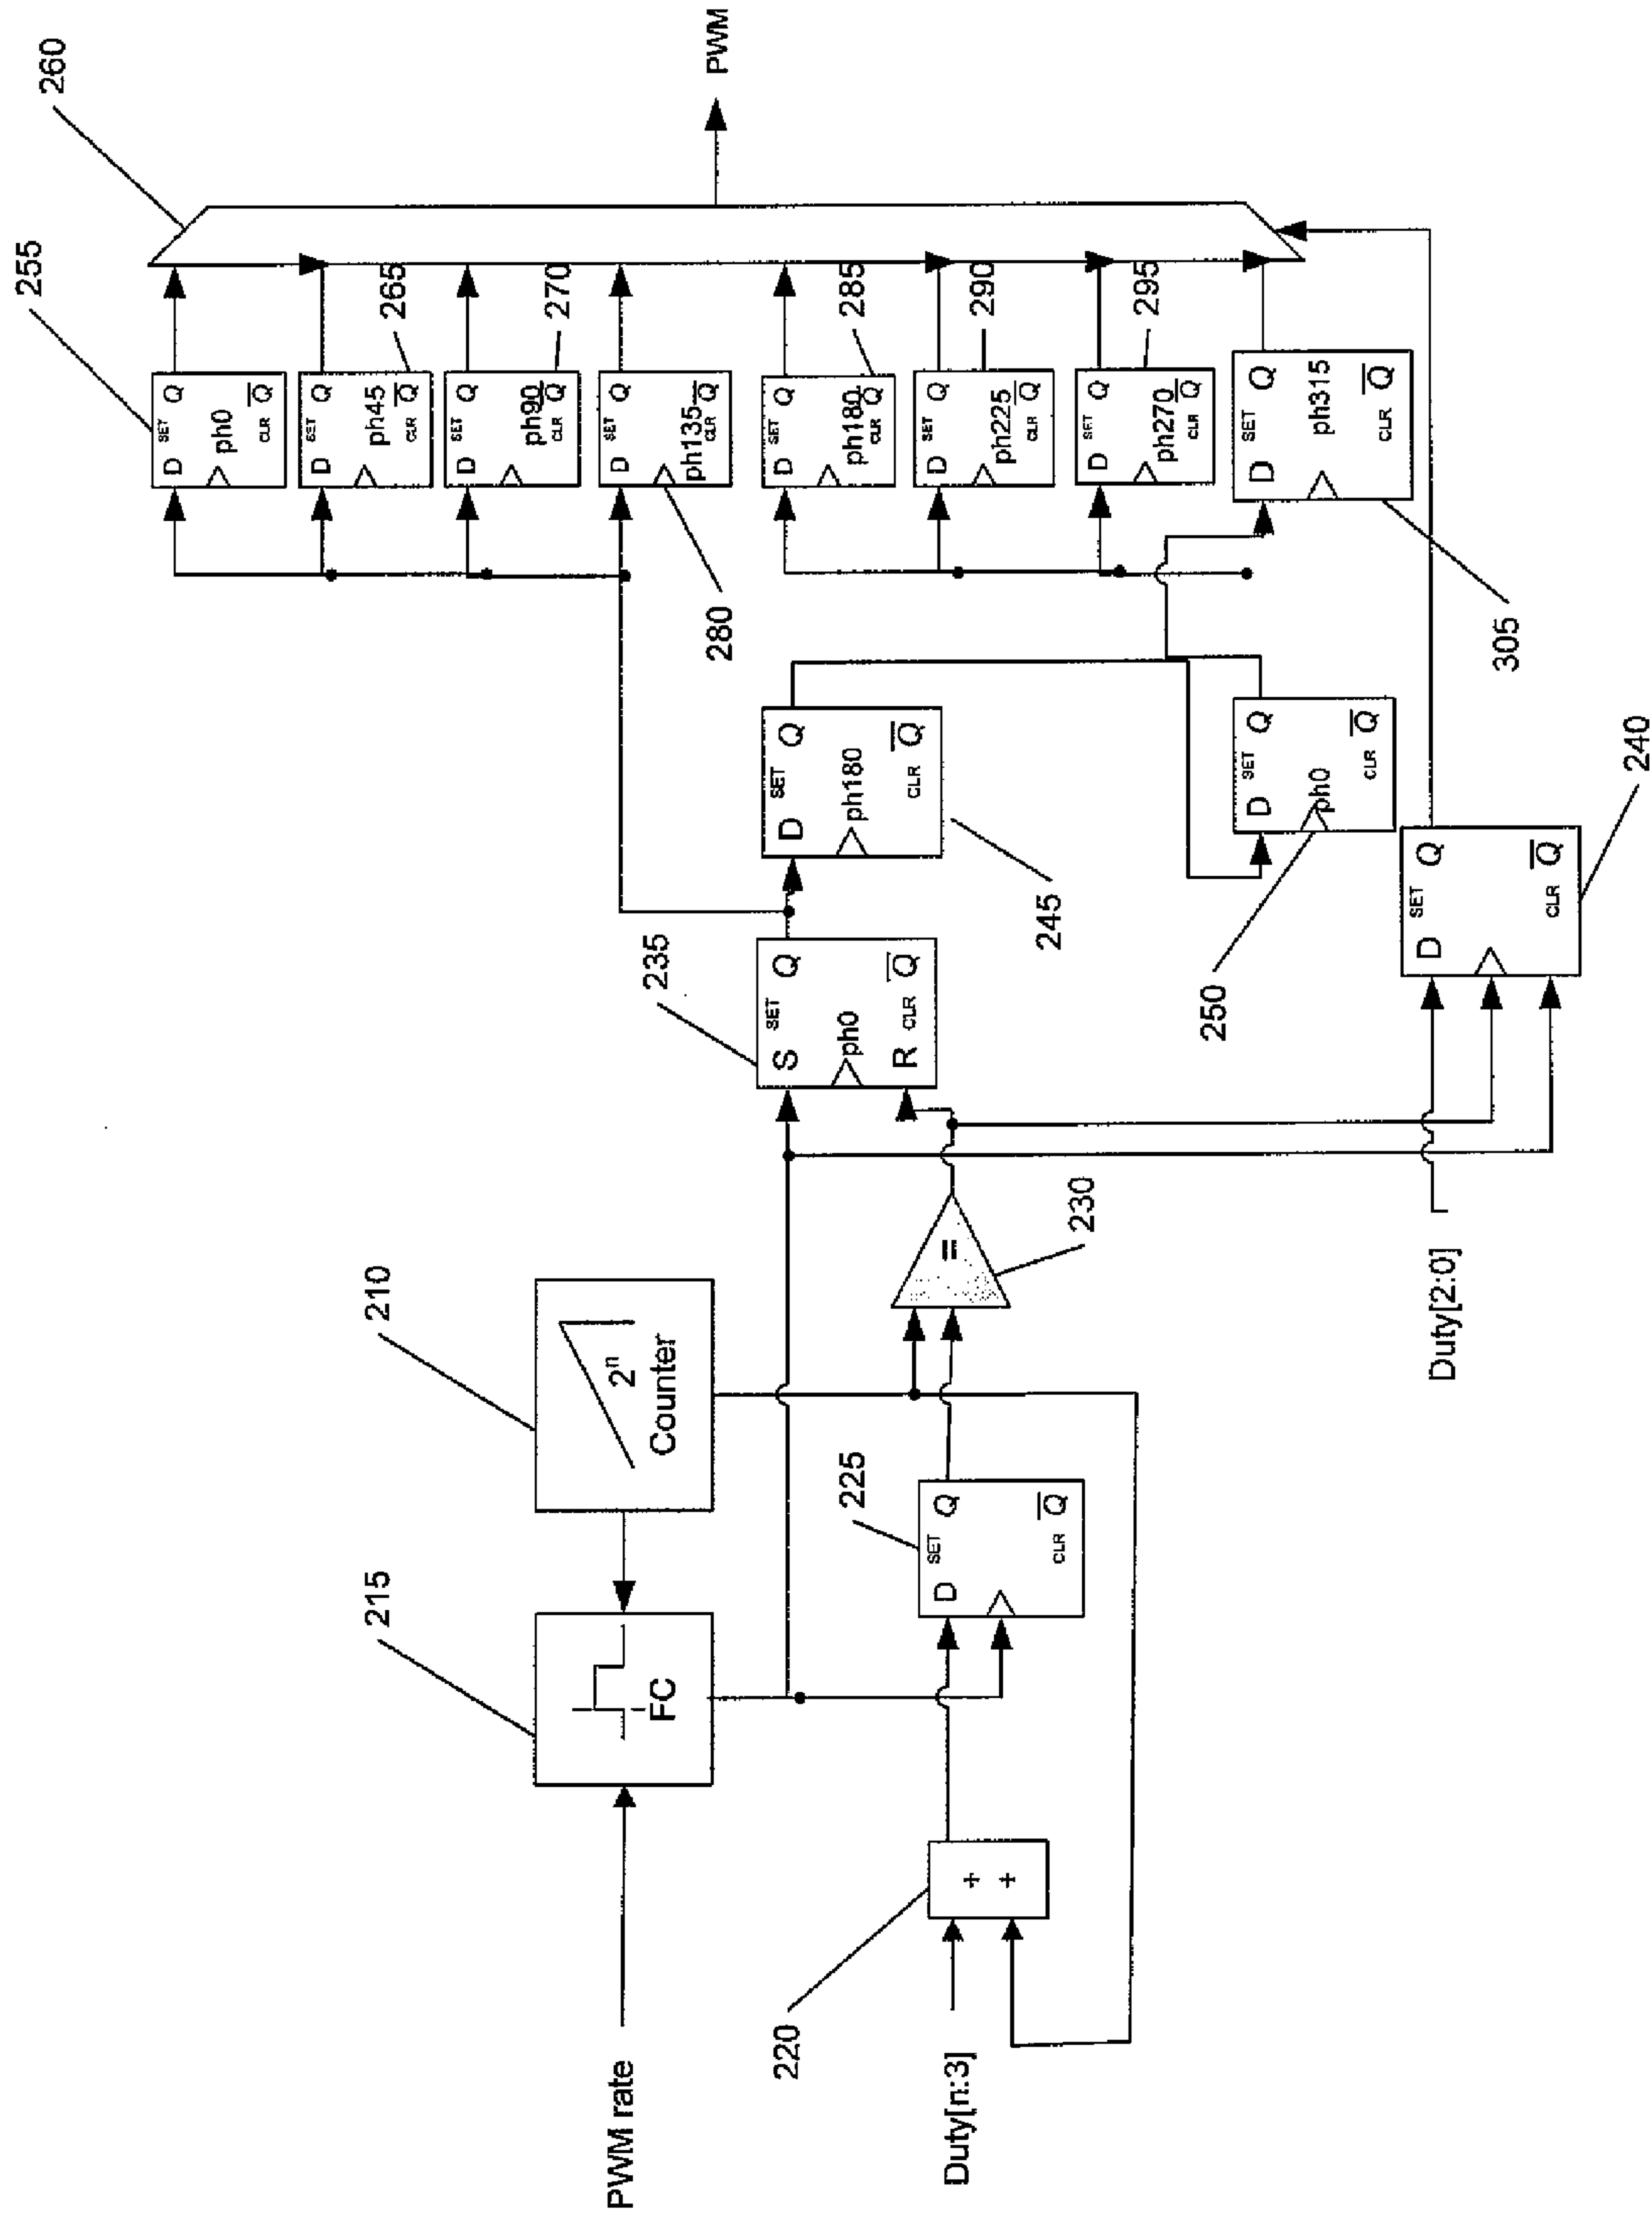 260
255
PWM
D SET Q
ph0
CLR Q
265
D SET Q
ph45
CLR Q
270
D SET Q
ph90
CLR Q
D SET Q
ph135
CLR Q
280
285
D SET Q
ph180
CLR Q
290
D SET Q
ph225
CLR Q
295
D SET Q
ph270
CLR Q
D SET Q
ph315
CLR Q
305
235
S SET Q
ph0
R CLR Q
D SET Q
ph180
CLR Q
245
D SET Q
ph0
CLR Q
250
D SET Q
CLR Q
240
210
2n
Counter
215
FC
=
230
225
D SET Q
CLR Q
+
+
220
PWM rate
Duty[n:3]
Duty[2:0]